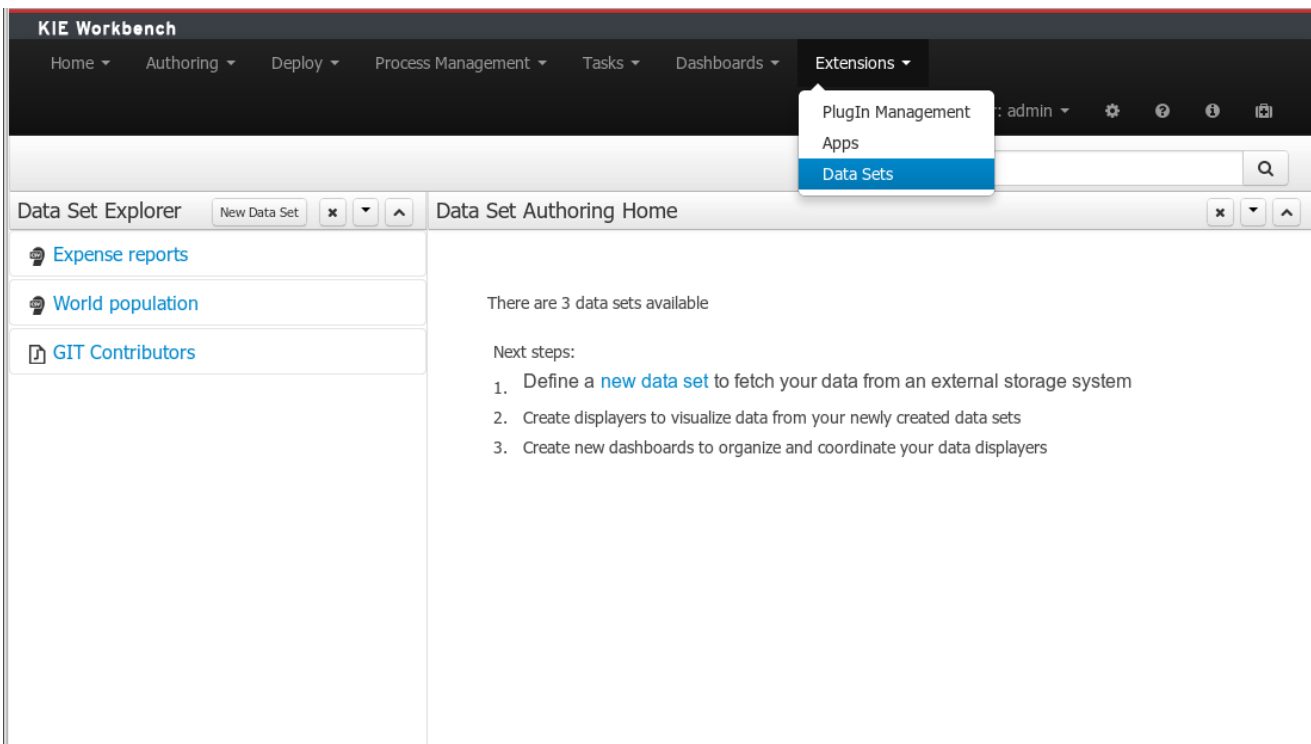 KIE Workbench
Home Authoring Deploy Process Management Tasks Dashboards Extensions
PlugIn Management
r: admin
Apps
Data Sets
Data Set Explorer New Data Set Data Set Authoring Home
Expense reports
World population
GIT Contributors
There are 3 data sets available
Next steps:
1. Define a new data set to fetch your data from an external storage system
2. Create displayers to visualize data from your newly created data sets
3. Create new dashboards to organize and coordinate your data displayers